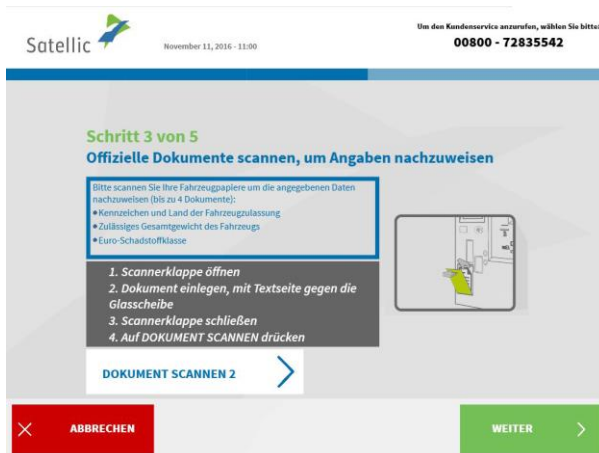 Satellic
November 11, 2016 - 11:00
Um den Kundenservice anzurufen, wählen Sie bitte:
00800 - 72835542
Schritt 3 von 5
Offizielle Dokumente scannen, um Angaben nachzuweisen
Bitte scannen Sie Ihre Fahrzeugpapiere um die angegebenen Daten
nachzuweisen (bis zu 4 Dokumente):
•Kennzeichen und Land der Fahrzeugzulassung
•Zulässiges Gesamtgewicht des Fahrzeugs
•Euro-Schadstoffklasse
1. Scannerklappe öffnen
2. Dokument einlegen, mit Textseite gegen die
Glasscheibe
3. Scannerklappe schließen
4. Auf DOKUMENT SCANNEN drücken
DOKUMENT SCANNEN 2
ABBRECHEN
WEITER